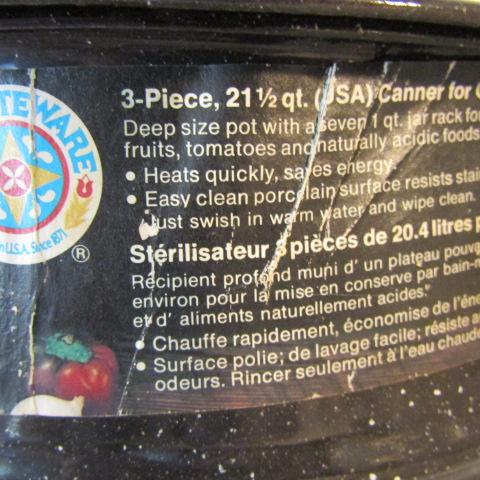 TEWARE
in U.S.A. Since 1871
®
3-Piece, 21½ qt. (USA) Canner for
Deep size pot with a seven 1 qt. jar rack for
fruits, tomatoes and naturally acidic foods
• Heats quickly, saves energy.
• Easy clean porcelain surface resists stai
Just swish in warm water and wipe clean.
Stérilisateur 3 pièces de 20.4 litres p
Récipient profond muni d' un plateau pouv
environ pour la mise en conserve par bain-m
et d' aliments naturellement acides.
• Chauffe rapidement, économise de l'éne
• Surface polie; de lavage facile; résiste a
odeurs. Rincer seulement à l'eau chaude